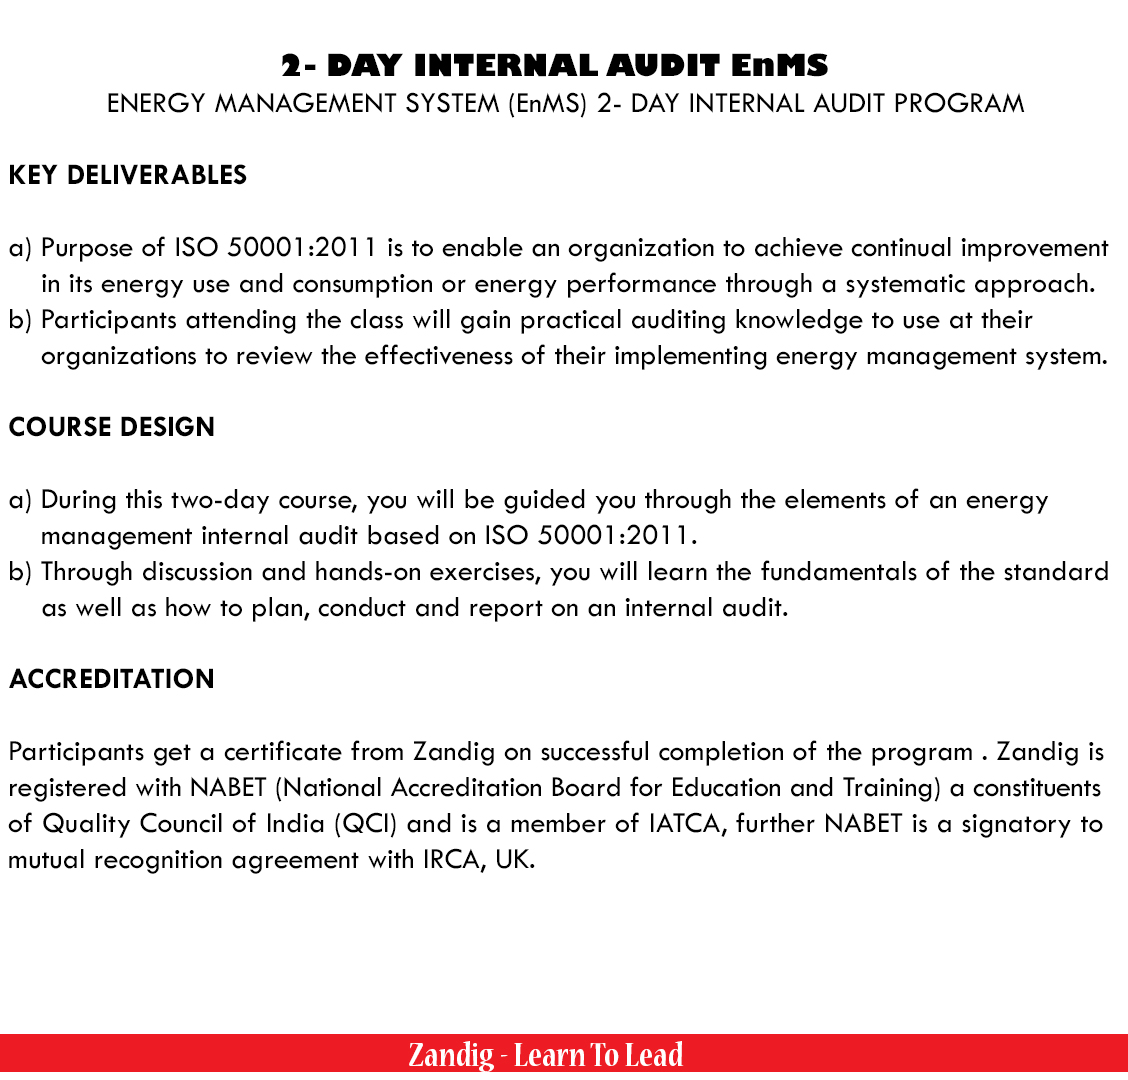 2- DAY INTERNAL AUDIT EnMS
ENERGY MANAGEMENT SYSTEM (EnMS) 2- DAY INTERNAL AUDIT PROGRAM
KEY DELIVERABLES
a) Purpose of ISO 50001:2011 is to enable an organization to achieve continual improvement
in its energy use and consumption or energy performance through a systematic approach.
b) Participants attending the class will gain practical auditing knowledge to use at their
organizations to review the effectiveness of their implementing energy management system.
COURSE DESIGN
a) During this two-day course, you will be guided you through the elements of an energy
management internal audit based on ISO 50001:2011.
b) Through discussion and hands-on exercises, you will learn the fundamentals of the standard
as well as how to plan, conduct and report on an internal audit.
ACCREDITATION
Participants get a certificate from Zandig on successful completion of the program . Zandig is
registered with NABET (National Accreditation Board for Education and Training) a constituents
of Quality Council of India (QCI) and is a member of IATCA, further NABET is a signatory to
mutual recognition agreement with IRCA, UK.
Zandig - Learn To Lead